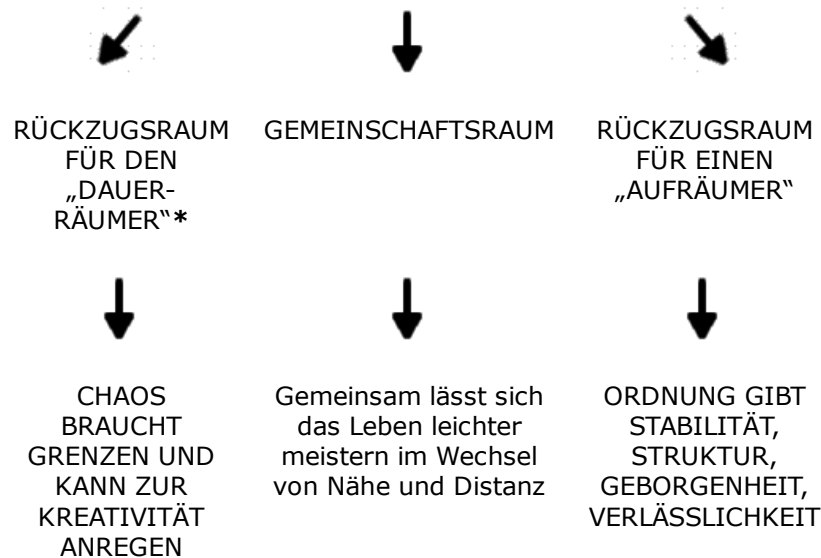 RÜCKZUGSRAUM
FÜR DEN
„DAUER-
RÄUMER“*
GEMEINSCHAFTSRAUM
RÜCKZUGSRAUM
FÜR EINEN
„AUFRÄUMER“
CHAOS
BRAUCHT
GRENZEN UND
KANN ZUR
KREATIVITÄT
ANREGEN
Gemeinsam lässt sich
das Leben leichter
meistern im Wechsel
von Nähe und Distanz
ORDNUNG GIBT
STABILITÄT,
STRUKTUR,
GEBORGENHEIT,
VERLÄSSLICHKEIT